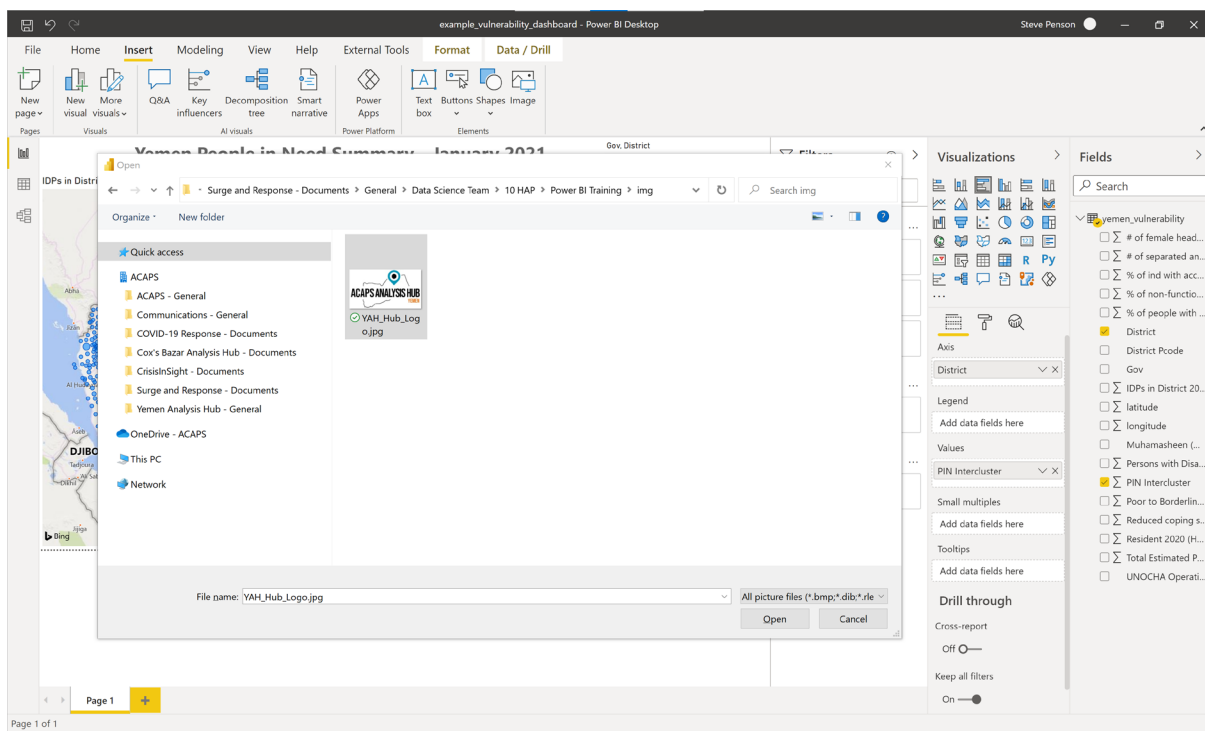 example_vulnerability_dashboard - Power BI Desktop
Steve Penson
File Home Insert Modeling View Help External Tools Format Data / Drill
New page
New visual
More visuals
Q&A
Key influencers
Decomposition tree
Smart narrative
Power Apps
Text box
Buttons
Shapes
Image
Pages
Visuals
AI visuals
Power Platform
Elements
Yemen People in Need Summary - January 2021
Gov, District
Filters
IDPs in Distri
Abha
Jizan
DJIBO
Tadjoura
Dikhil
Jijiga
Bing
Open
Surge and Response - Documents > General > Data Science Team > 10 HAP > Power BI Training > img
Search img
Organize
New folder
Quick access
ACAPS
ACAPS - General
Communications - General
COVID-19 Response - Documents
Cox's Bazar Analysis Hub - Documents
CrisisInSight - Documents
Surge and Response - Documents
Yemen Analysis Hub - General
OneDrive - ACAPS
This PC
Network
ACAPS ANALYSIS HUB
YEMEN
YAH_Hub_Log
o.jpg
File name: YAH_Hub_Logo.jpg
All picture files (*.bmp;*.dib;*.rle
Open
Cancel
Visualizations
R
Py
Axis
District
Legend
Add data fields here
Values
PIN Intercluster
Small multiples
Add data fields here
Tooltips
Add data fields here
Drill through
Cross-report
Off
Keep all filters
On
Fields
Search
yemen_vulnerability
# of female head...
# of separated an...
% of ind with acc...
% of non-functio...
% of people with ...
District
District Pcode
Gov
IDPs in District 20...
latitude
longitude
Muhamasheen (...
Persons with Disa...
PIN Intercluster
Poor to Borderlin...
Reduced coping s...
Resident 2020 (H...
Total Estimated P...
UNOCHA Operati...
Page 1
Page 1 of 1